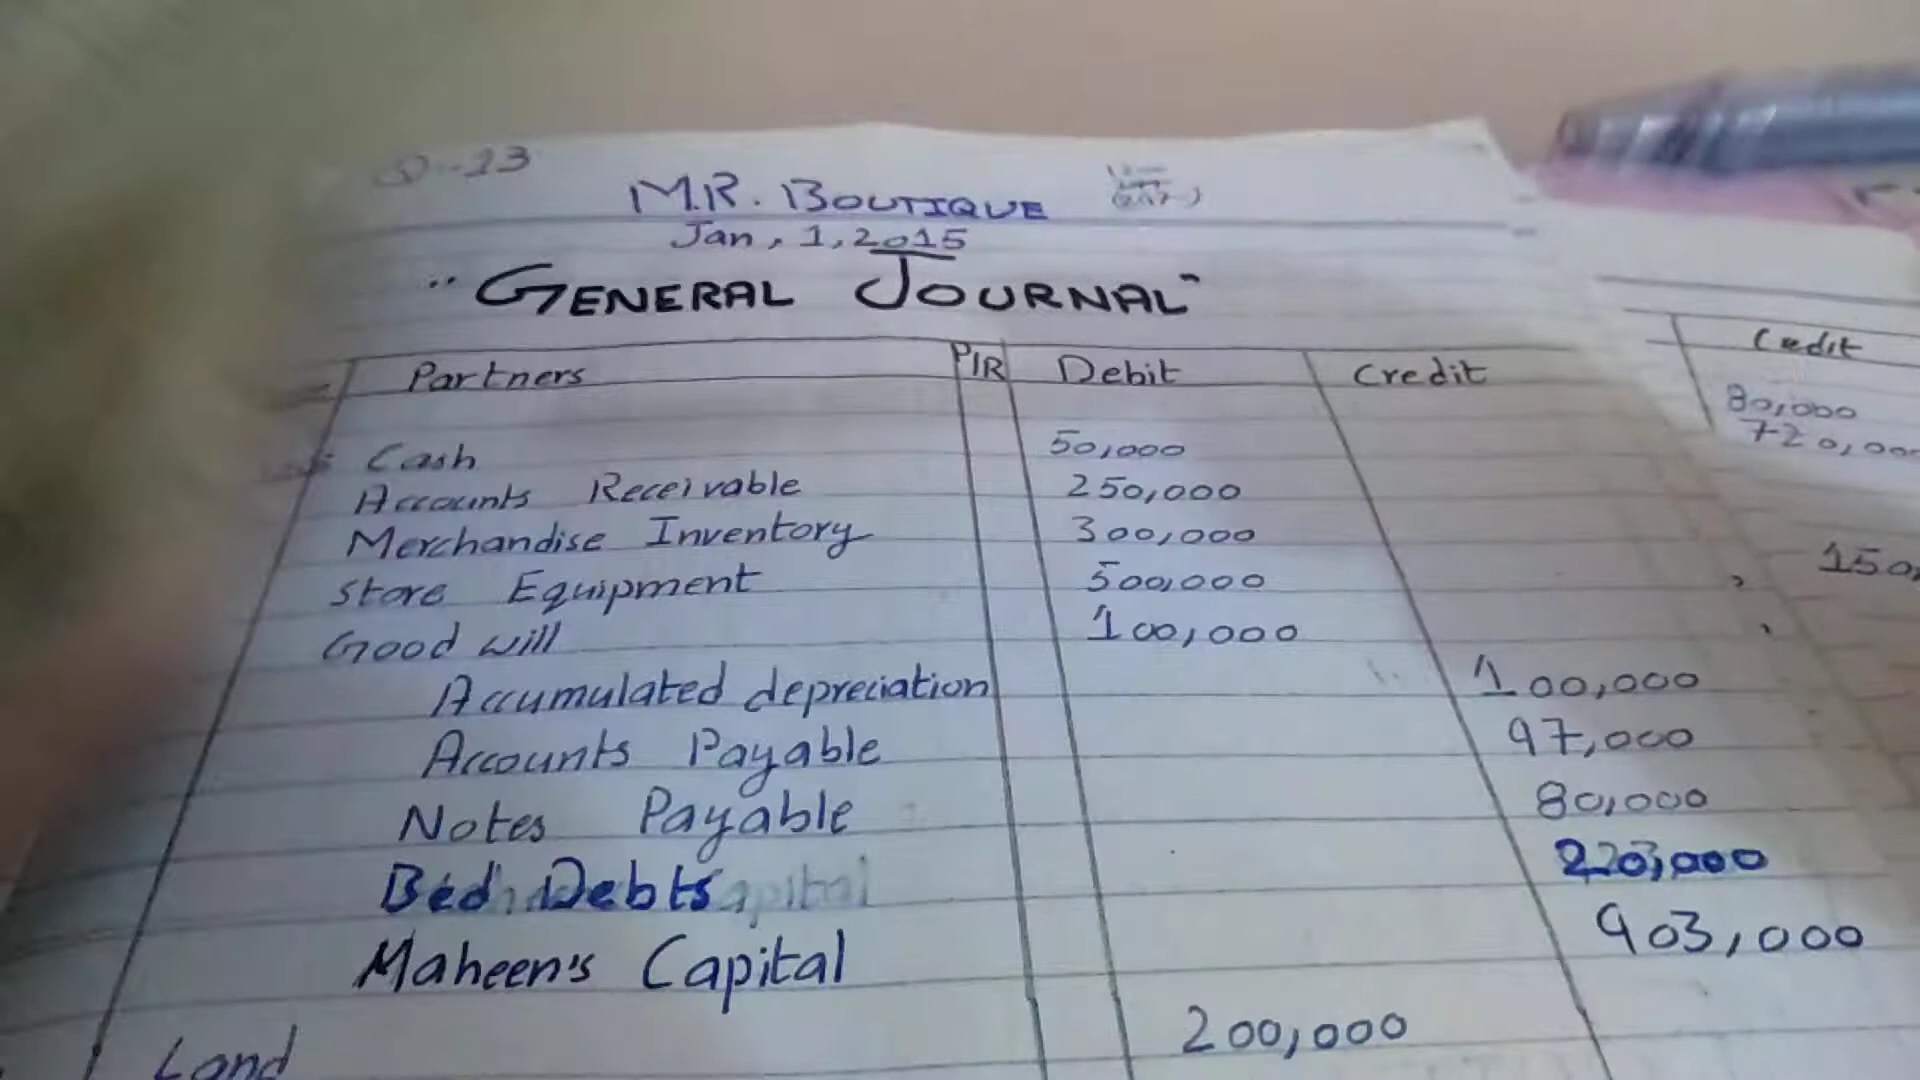 Q-13
M.R. BOUTIQUE
Jan, 1, 2015
"GENERAL JOURNAL"
Partners P/R Debit Credit
Cash 50,000
Accounts Receivable 250,000
Merchandise Inventory 300,000
Store Equipment 500,000
Good will 100,000
Accumulated depreciation 100,000
Accounts Payable 97,000
Notes Payable 80,000
Bed Debts
Maheen's Capital 903,000
Land 200,000
Credit
80,000
720,000